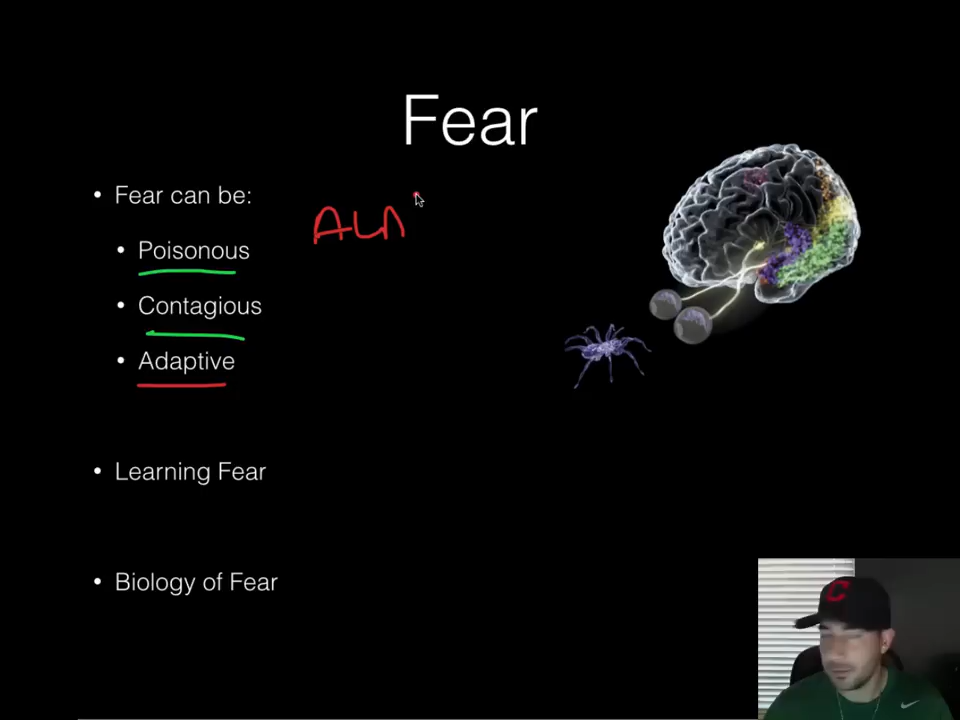 Fear
• Fear can be:
• Poisonous
• Contagious
• Adaptive
• Learning Fear
• Biology of Fear
C